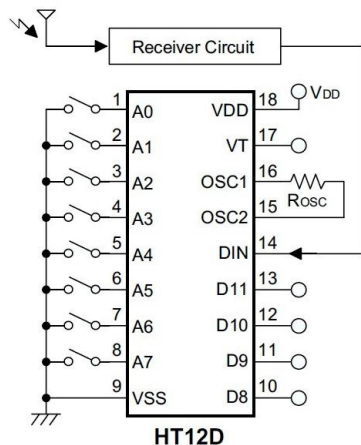 Receiver Circuit
1 A0 VDD 18 VDD
2 A1 VT 17
3 A2 OSC1 16
ROSC
4 A3 OSC2 15
5 A4 DIN 14
6 A5 D11 13
7 A6 D10 12
8 A7 D9 11
9 VSS D8 10
HT12D